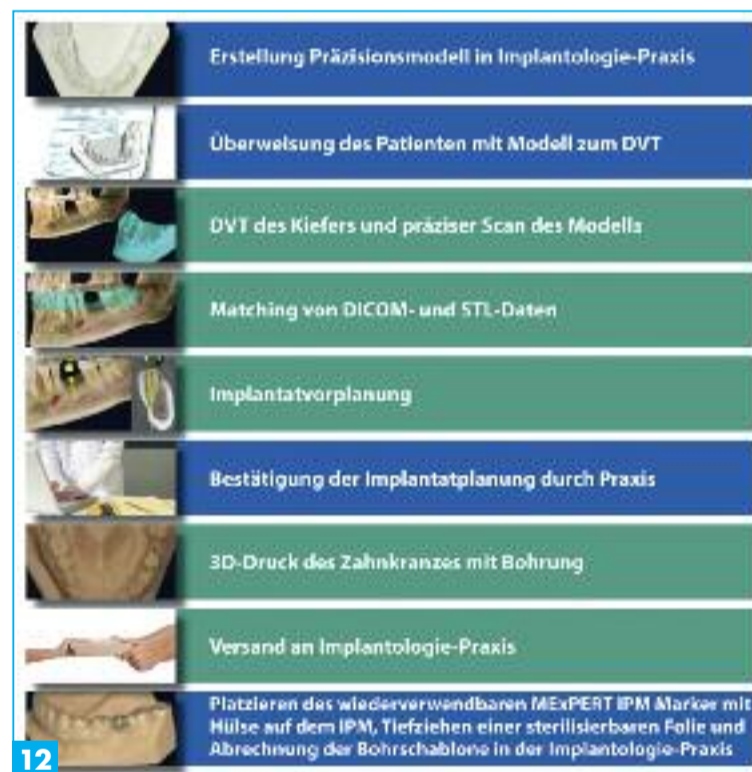 Erstellung Präzisionsmodell in Implantologie-Praxis
Überweisung des Patienten mit Modell zum DVT
DVT des Kiefers und präziser Scan des Modells
Matching von DICOM- und STL-Daten
Implantatvorplanung
Bestätigung der Implantatplanung durch Praxis
3D-Druck des Zahnkranzes mit Bohrung
Versand an Implantologie-Praxis
Platzieren des wiederverwendbaren MExPERT IPM Marker mit
Hülse auf dem IPM, Tiefziehen einer sterilisierbaren Folie und
Abrechnung der Bohrschablone in der Implantologie-Praxis
12